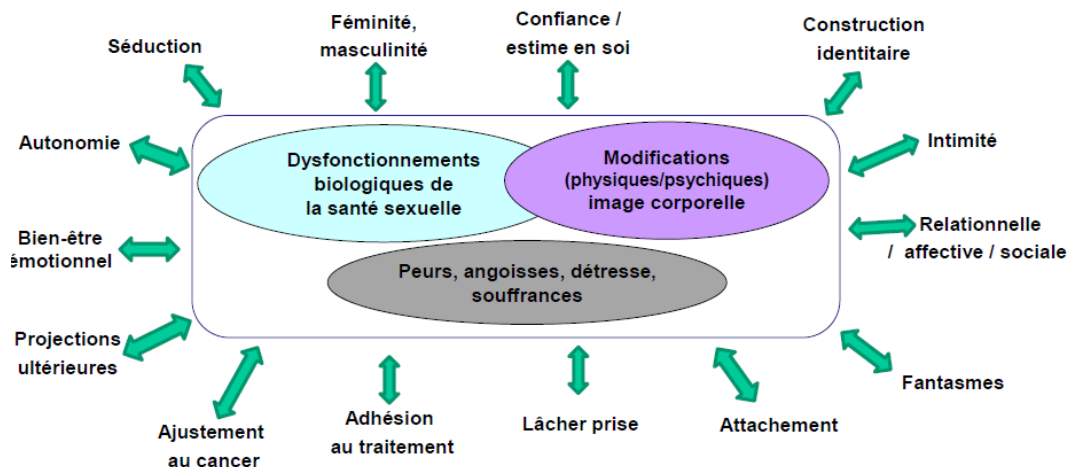 Séduction
Féminité,
masculinité
Confiance /
estime en soi
Construction
identitaire
Autonomie
Intimité
Bien-être
émotionnel
Relationnelle
/ affective / sociale
Projections
ultérieures
Fantasmes
Ajustement
au cancer
Adhésion
au traitement
Lâcher prise
Attachement
Dysfonctionnements
biologiques de
la santé sexuelle
Modifications
(physiques/psychiques)
image corporelle
Peurs, angoisses, détresse,
souffrances